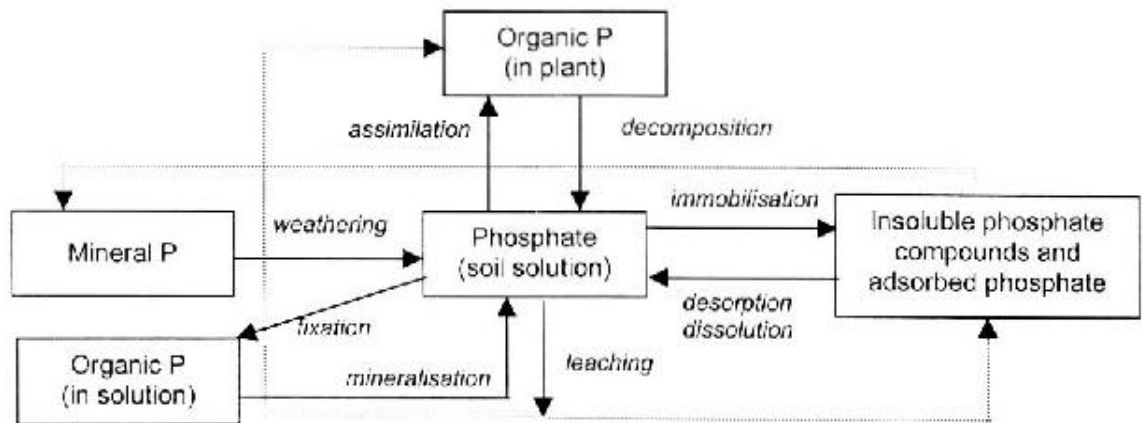 Organic P
(in plant)
assimilation
decomposition
immobilisation
Mineral P
weathering
Phosphate
(soil solution)
Insoluble phosphate
compounds and
adsorbed phosphate
desorption
dissolution
fixation
Organic P
(in solution)
mineralisation
leaching